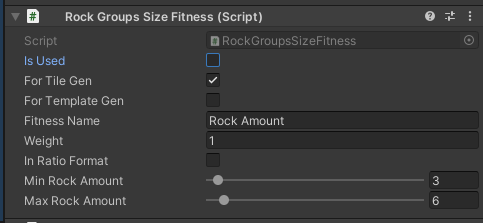 Rock Groups Size Fitness (Script)
Script RockGroupsSizeFitness
Is Used
For Tile Gen
For Template Gen
Fitness Name Rock Amount
Weight 1
In Ratio Format
Min Rock Amount 3
Max Rock Amount 6